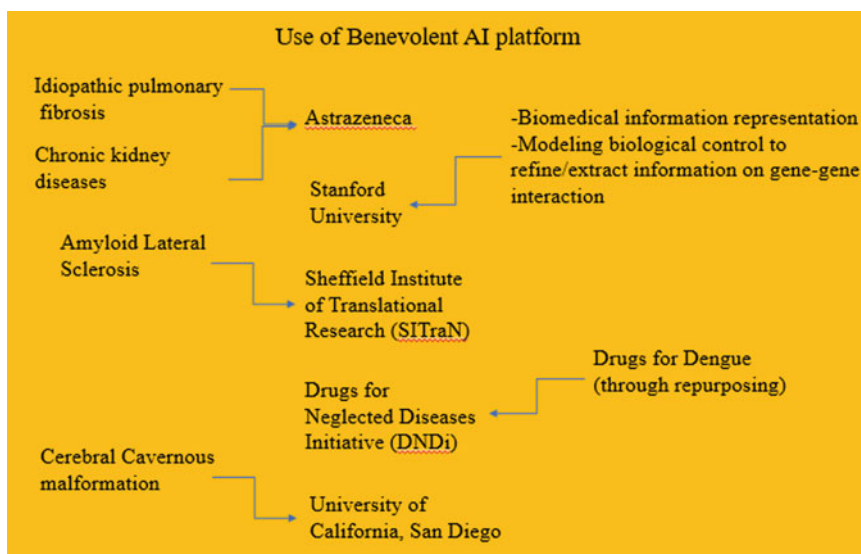 Use of Benevolent AI platform
Idiopathic pulmonary
fibrosis
Astrazeneca
Chronic kidney
diseases
-Biomedical information representation
-Modeling biological control to
refine/extract information on gene-gene
interaction
Stanford
University
Amyloid Lateral
Sclerosis
Sheffield Institute
of Translational
Research (SITraN)
Drugs for Dengue
(through repurposing)
Drugs for
Neglected Diseases
Initiative (DNDi)
Cerebral Cavernous
malformation
University of
California, San Diego